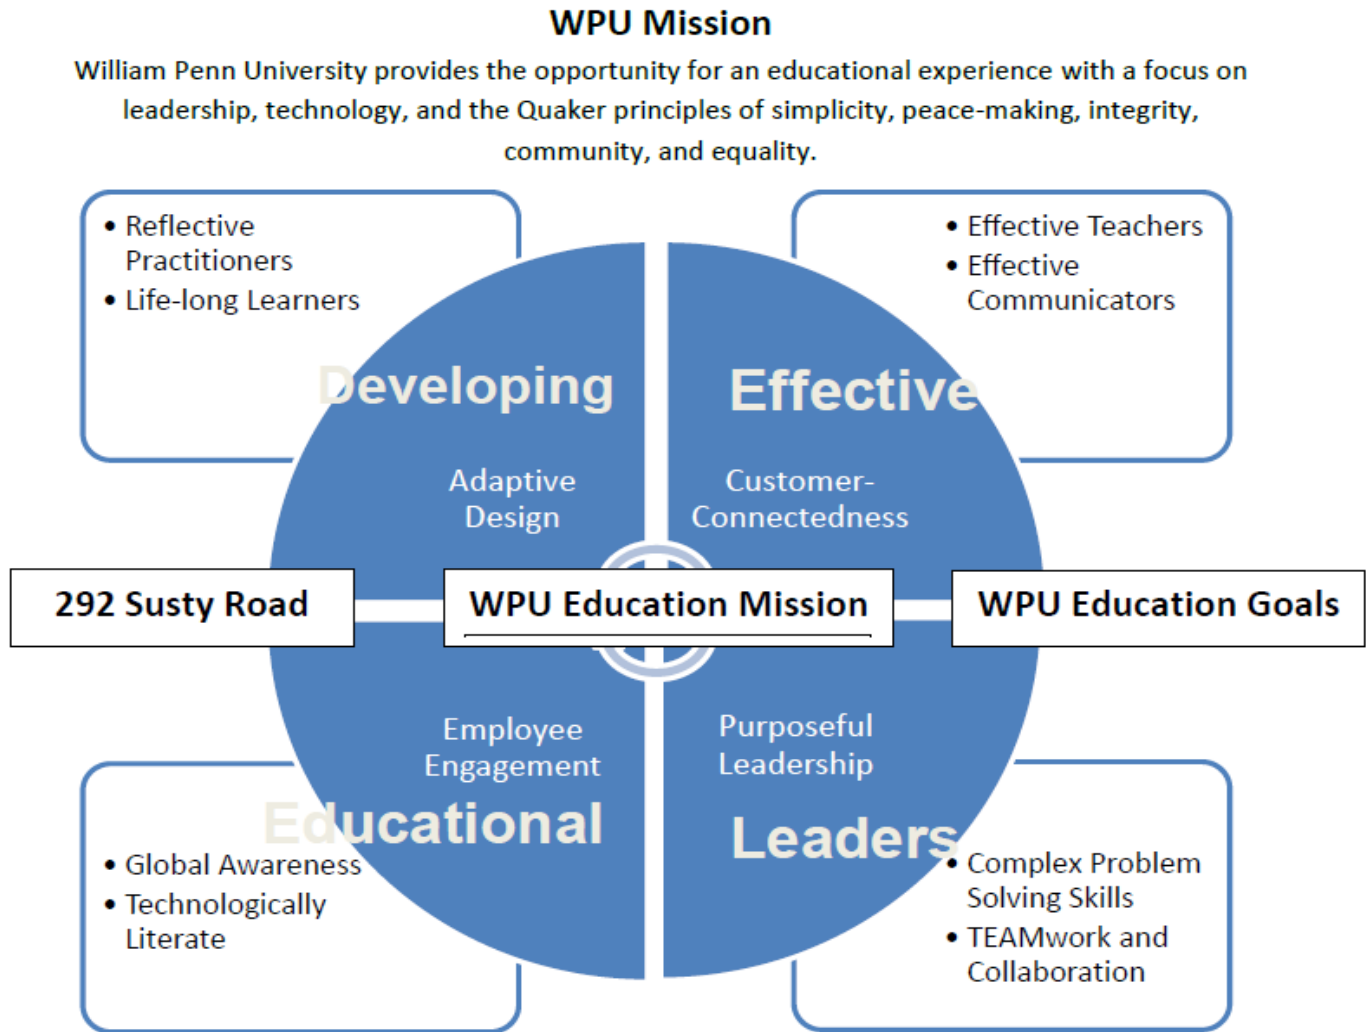 WPU Mission
William Penn University provides the opportunity for an educational experience with a focus on
leadership, technology, and the Quaker principles of simplicity, peace-making, integrity,
community, and equality.
• Reflective
Practitioners
• Life-long Learners
• Effective Teachers
• Effective
Communicators
Developing
Effective
Adaptive
Design
Customer-
Connectedness
292 Susty Road
WPU Education Mission
WPU Education Goals
Employee
Engagement
Purposeful
Leadership
Educational
Leaders
• Global Awareness
• Technologically
Literate
• Complex Problem
Solving Skills
• TEAMwork and
Collaboration